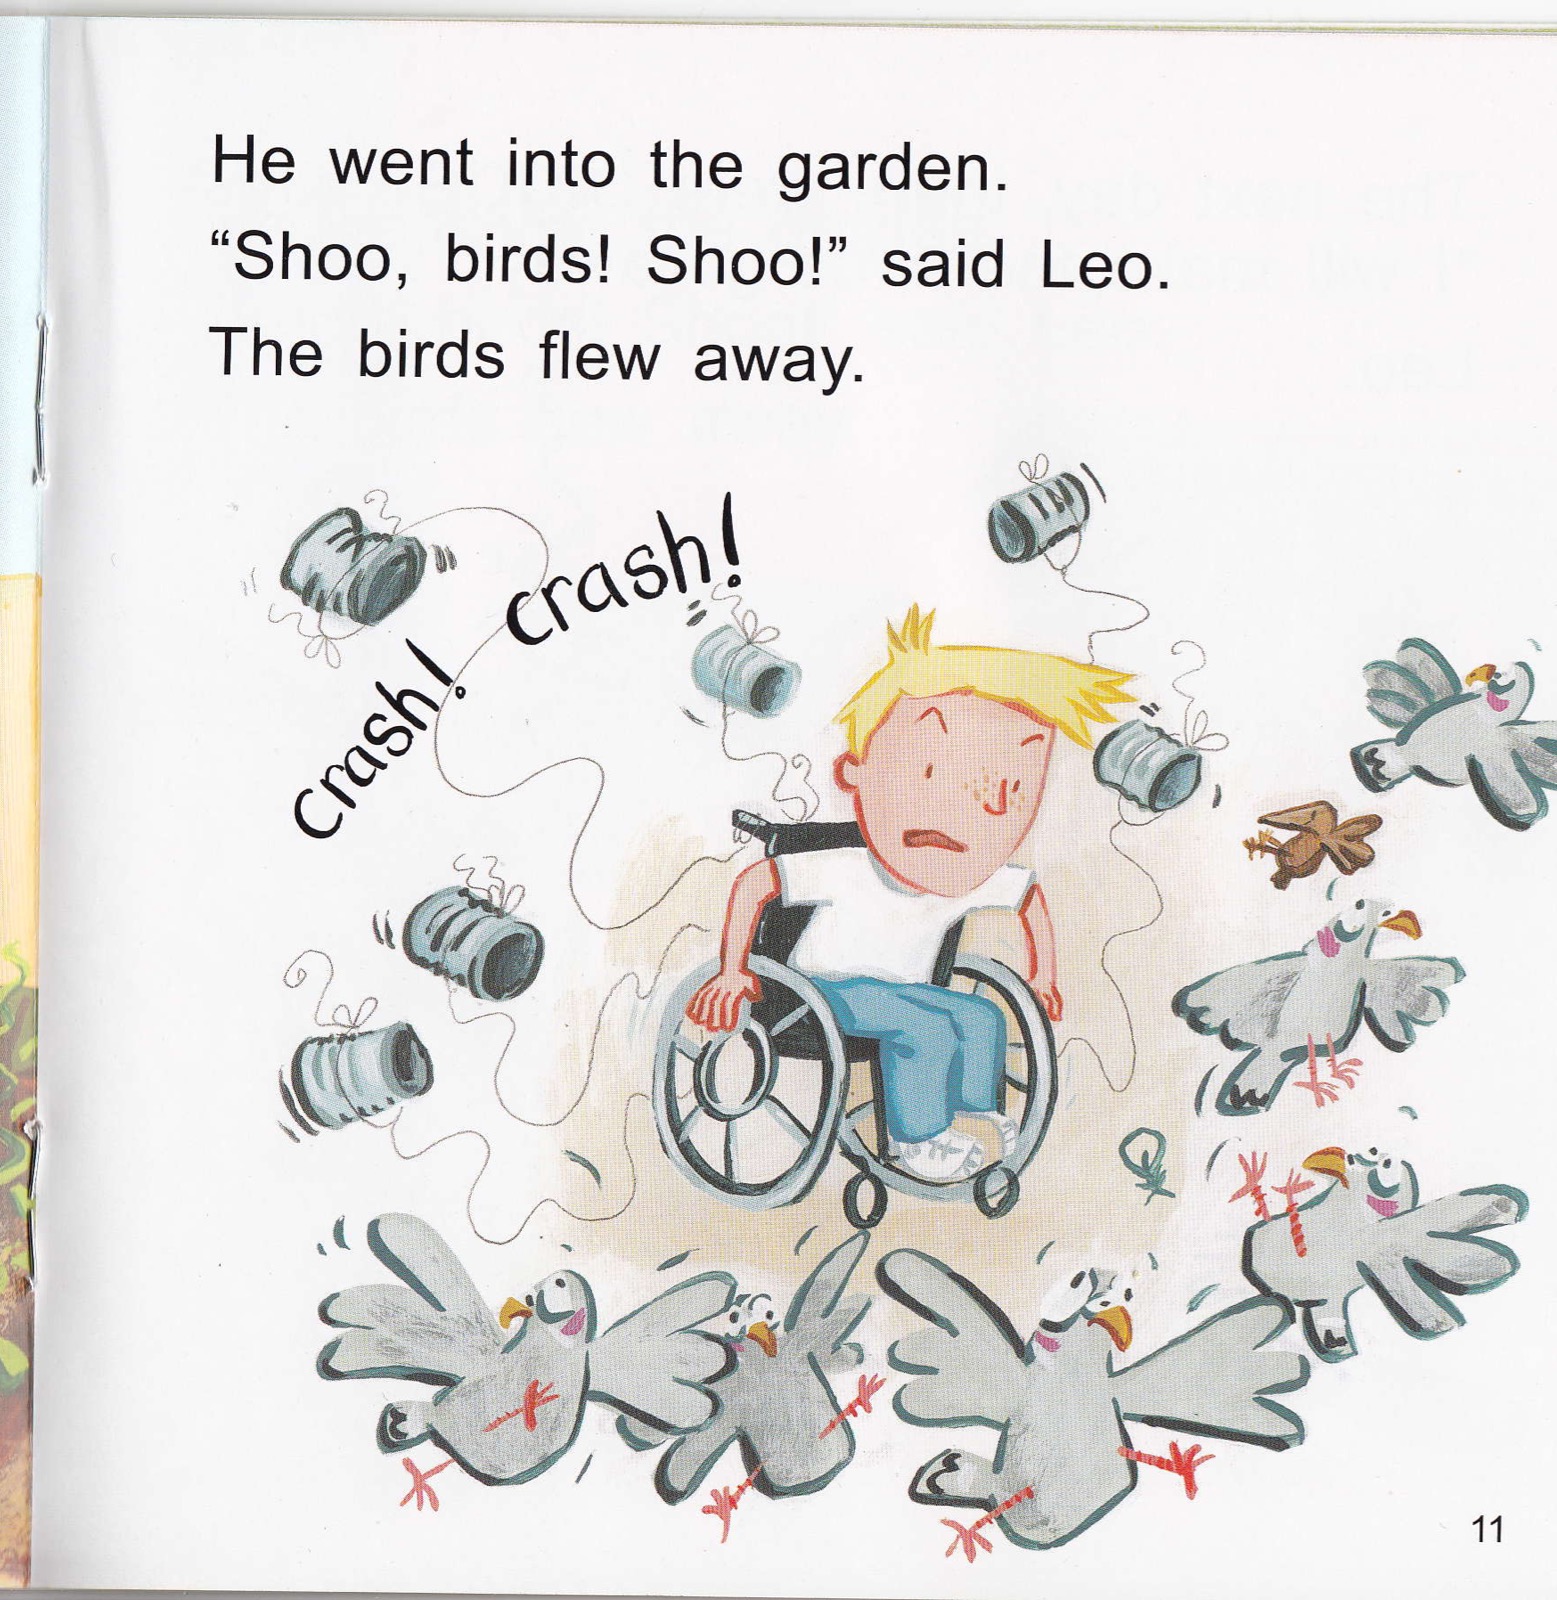 He went into the garden.
“Shoo, birds! Shoo!” said Leo.
The birds flew away.
crash! crash!
11